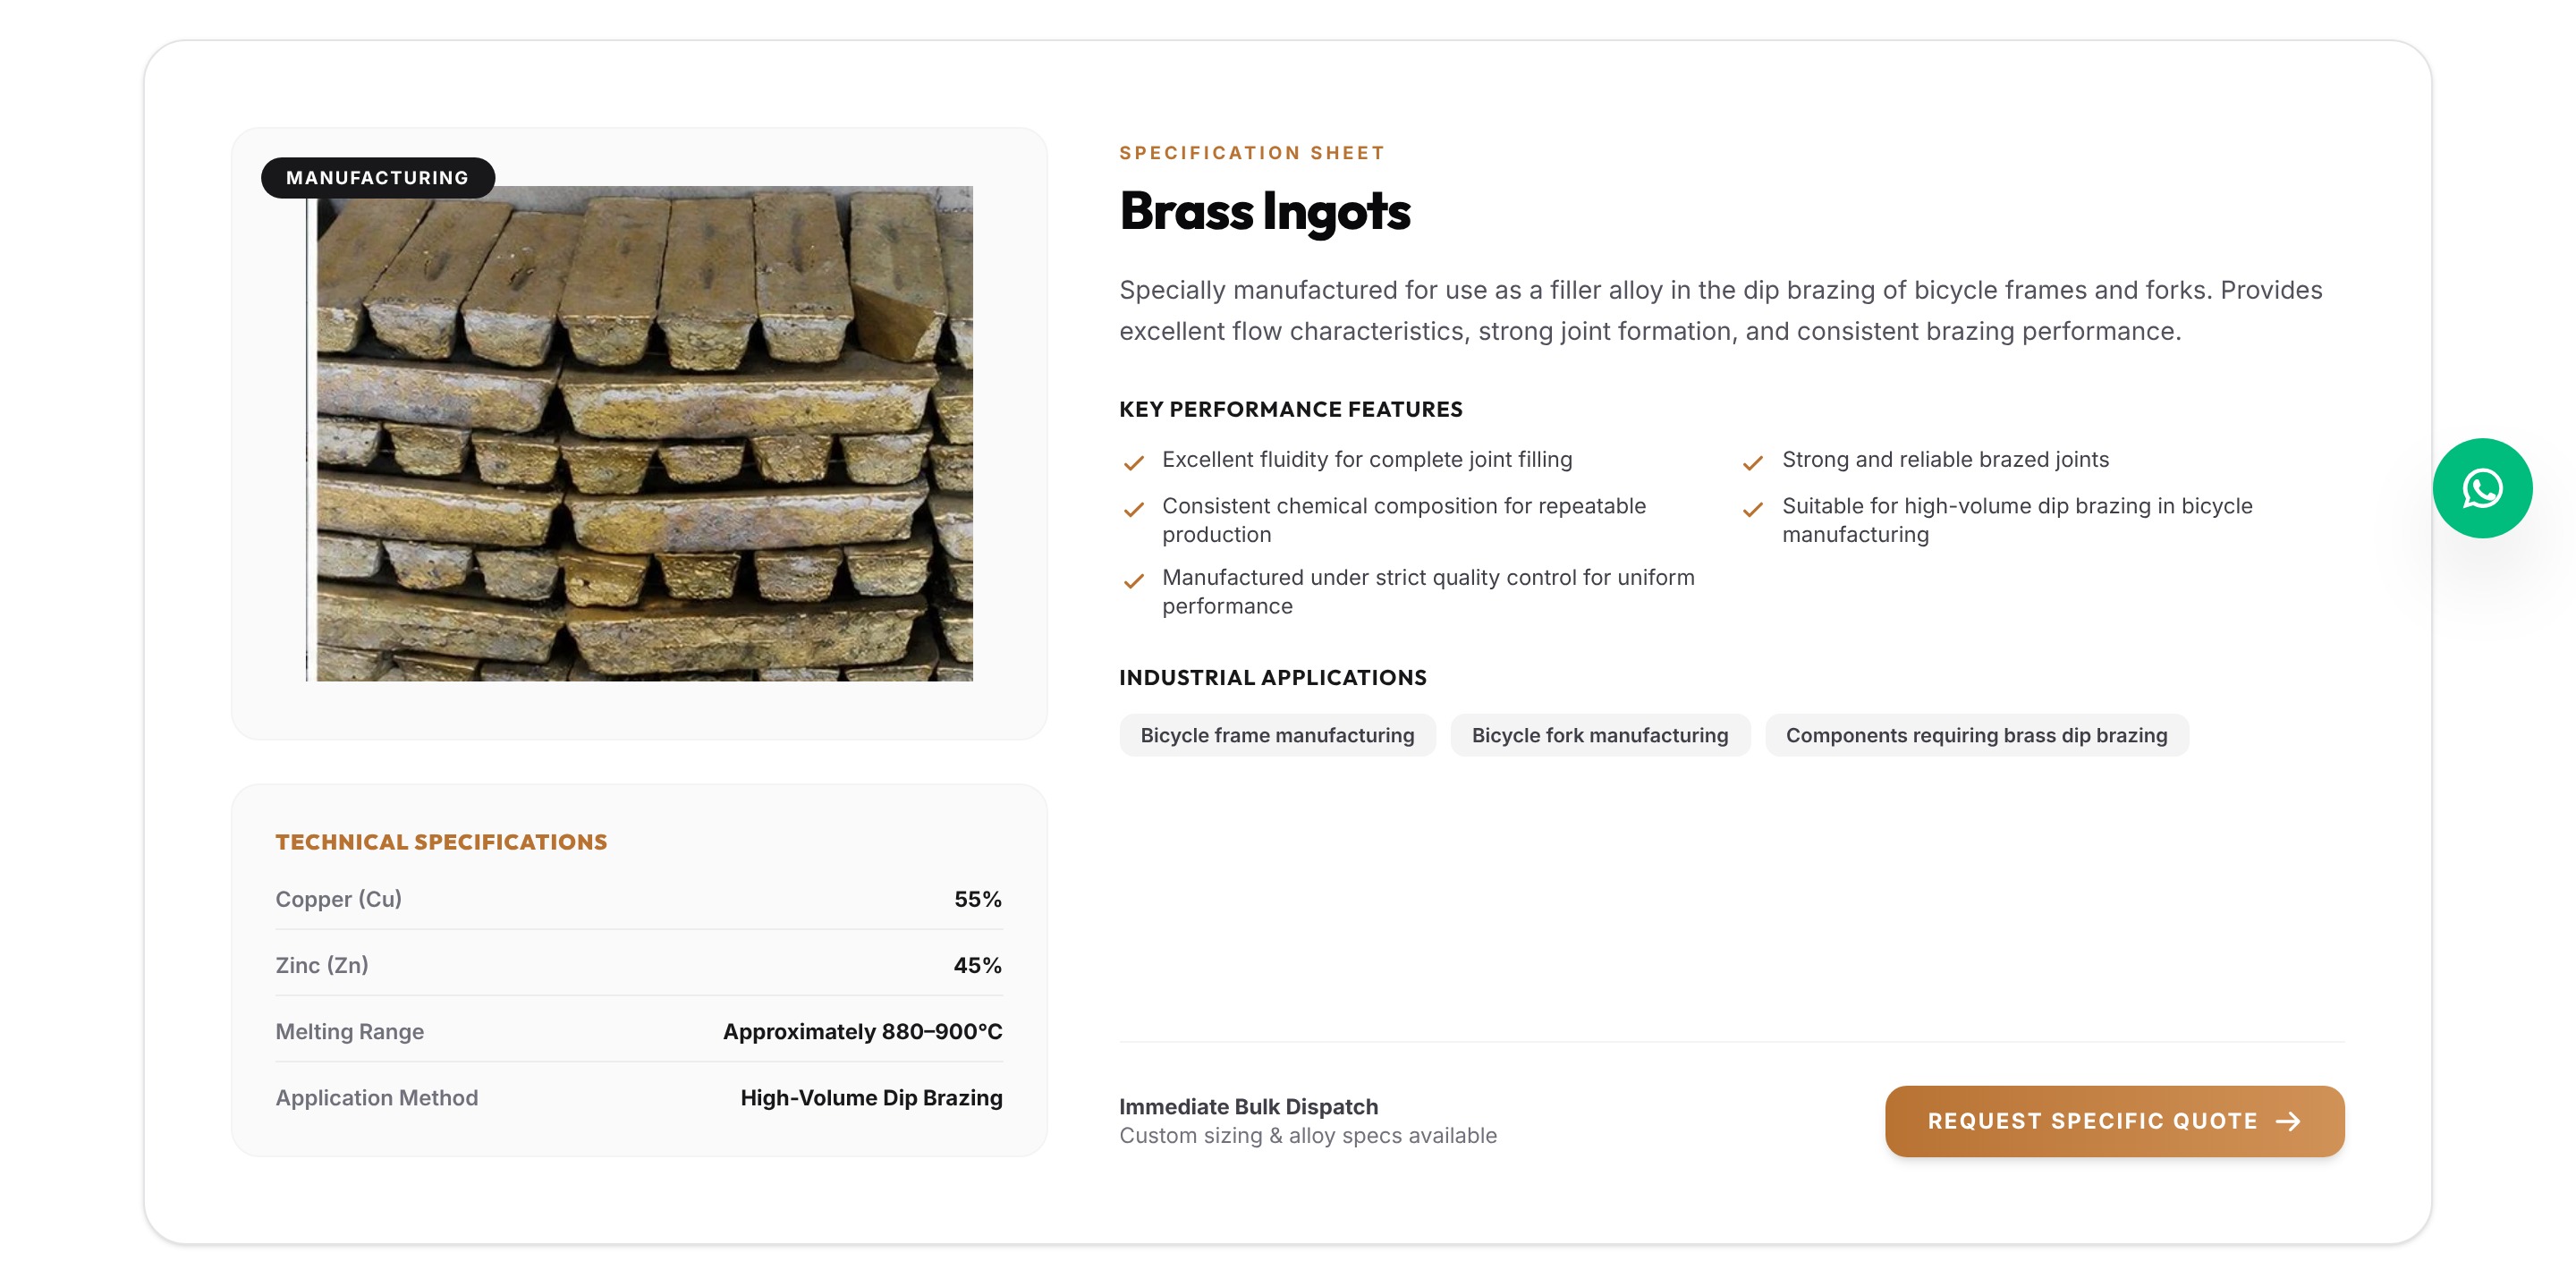 MANUFACTURING
SPECIFICATION SHEET
Brass Ingots
Specially manufactured for use as a filler alloy in the dip brazing of bicycle frames and forks. Provides
excellent flow characteristics, strong joint formation, and consistent brazing performance.
KEY PERFORMANCE FEATURES
Excellent fluidity for complete joint filling
Strong and reliable brazed joints
Consistent chemical composition for repeatable
production
Suitable for high-volume dip brazing in bicycle
manufacturing
Manufactured under strict quality control for uniform
performance
INDUSTRIAL APPLICATIONS
Bicycle frame manufacturing
Bicycle fork manufacturing
Components requiring brass dip brazing
TECHNICAL SPECIFICATIONS
Copper (Cu) 55%
Zinc (Zn) 45%
Melting Range Approximately 880–900°C
Application Method High-Volume Dip Brazing
Immediate Bulk Dispatch
Custom sizing & alloy specs available
REQUEST SPECIFIC QUOTE →